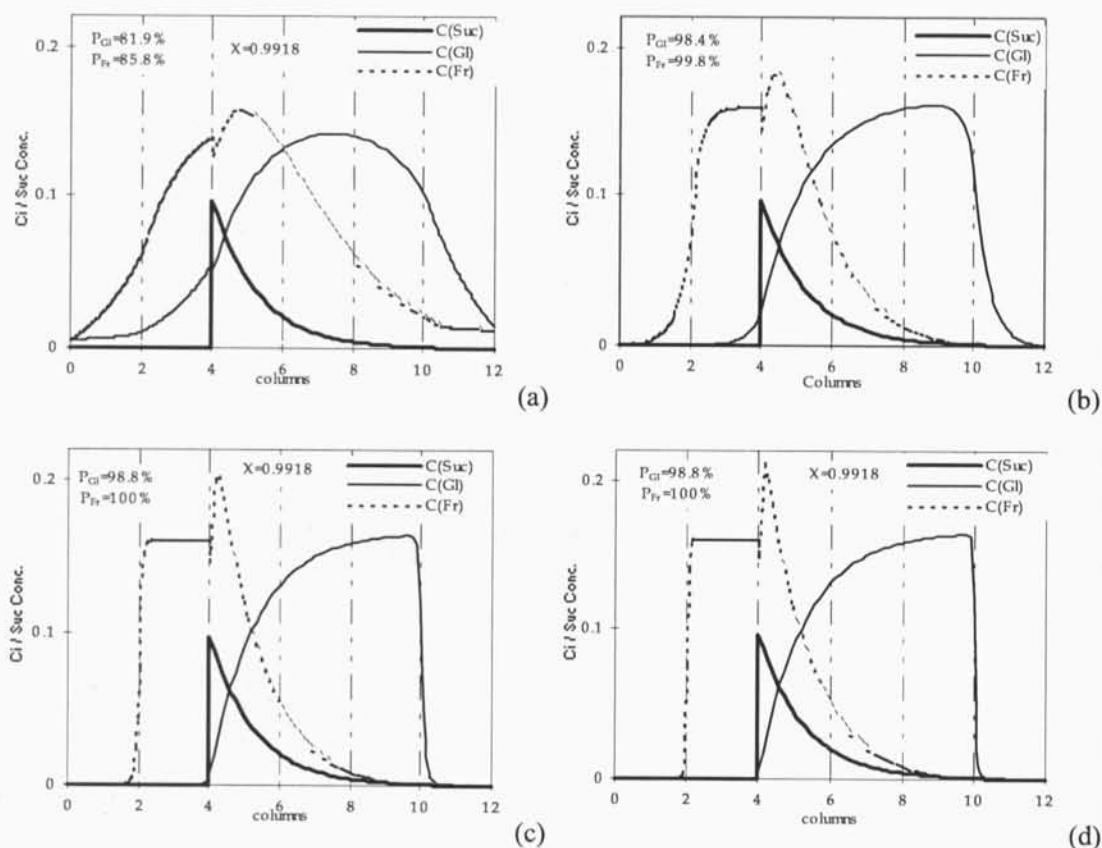 0.2
P_Gl=81.9%
P_Fr=85.8%
X=0.9918
C(Suc)
C(Gl)
C(Fr)
Ci / Suc Conc.
0.1
0
0 2 4 6 8 10 12
columns
(a)
0.2
P_Gl=98.4%
P_Fr=99.8%
C(Suc)
C(Gl)
C(Fr)
Ci / Suc Conc.
0.1
0
0 2 4 6 8 10 12
Columns
(b)
0.2
P_Gl=98.8%
P_Fr=100%
X=0.9918
C(Suc)
C(Gl)
C(Fr)
Ci / Suc Conc.
0.1
0
0 2 4 6 8 10 12
columns
(c)
0.2
P_Gl=98.8%
P_Fr=100%
X=0.9918
C(Suc)
C(Gl)
C(Fr)
Ci / Suc Conc.
0.1
0
0 2 4 6 8 10 12
columns
(d)